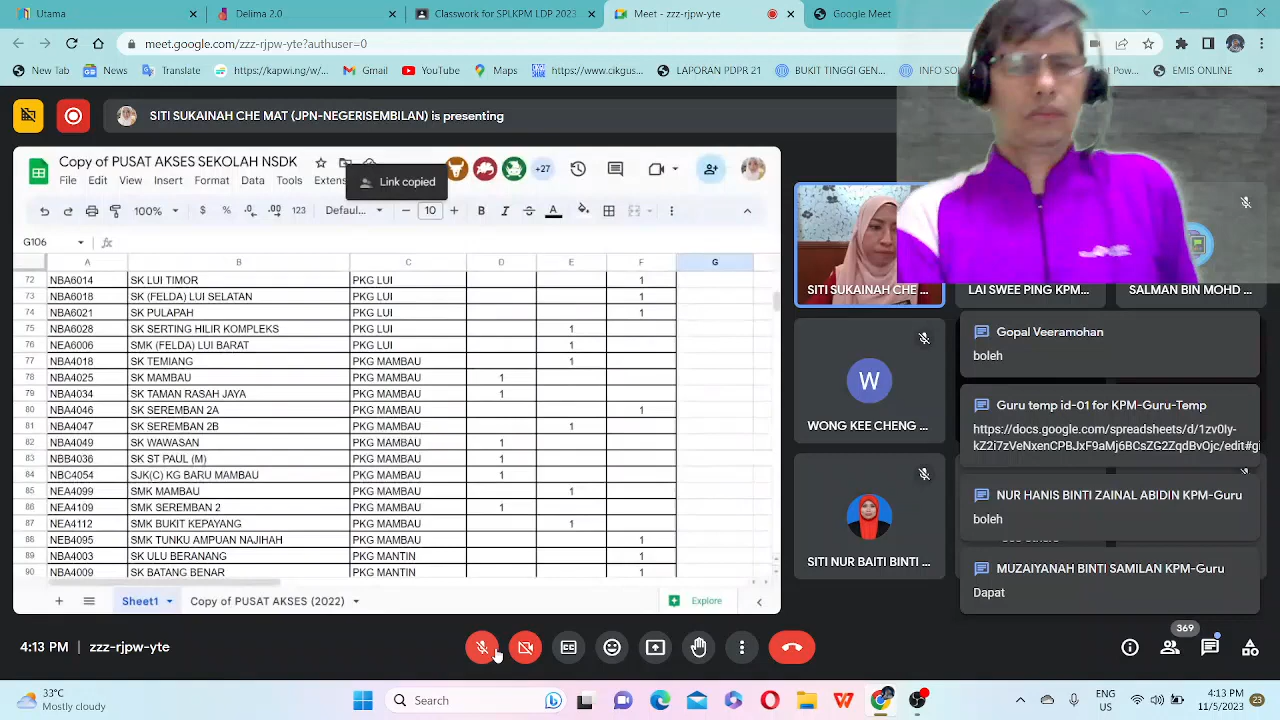 Utama
Delima 2.0
Classwork for SPLKPM LDP 2023
Meet - zzz-rjpw-yte
Google Meet
meet.google.com/zzz-rjpw-yte?authuser=0
New Tab
News
Translate
https://kapwing/w...
Gmail
YouTube
Maps
https://www.cikgus...
LAPORAN PDPR 21
BUKIT TINGGI GEN...
INFO SO
Pow...
EMIS ONLINE
»
SITI SUKAINAH CHE MAT (JPN-NEGERISEMBILAN) is presenting
Copy of PUSAT AKSES SEKOLAH NSDK
+27
File Edit View Insert Format Data Tools Extens
Link copied
100% $ % .0 .00 123 Defaul... − 10 + B I A
G106 fx
A B C D E F G
72 NBA6014 SK LUI TIMOR PKG LUI 1
73 NBA6018 SK (FELDA) LUI SELATAN PKG LUI 1
74 NBA6021 SK PULAPAH PKG LUI 1
75 NBA6028 SK SERTING HILIR KOMPLEKS PKG LUI 1
76 NEA6006 SMK (FELDA) LUI BARAT PKG LUI 1
77 NBA4018 SK TEMIANG PKG MAMBAU 1
78 NBA4025 SK MAMBAU PKG MAMBAU 1
79 NBA4034 SK TAMAN RASAH JAYA PKG MAMBAU 1
80 NBA4046 SK SEREMBAN 2A PKG MAMBAU 1
81 NBA4047 SK SEREMBAN 2B PKG MAMBAU 1
82 NBA4049 SK WAWASAN PKG MAMBAU 1
83 NBB4036 SK ST PAUL (M) PKG MAMBAU 1
84 NBC4054 SJK(C) KG BARU MAMBAU PKG MAMBAU 1
85 NEA4099 SMK MAMBAU PKG MAMBAU 1
86 NEA4109 SMK SEREMBAN 2 PKG MAMBAU 1
87 NEA4112 SMK BUKIT KEPAYANG PKG MAMBAU 1
88 NEB4095 SMK TUNKU AMPUAN NAJIHAH PKG MAMBAU 1
89 NBA4003 SK ULU BERANANG PKG MANTIN 1
90 NBA4009 SK BATANG BENAR PKG MANTIN 1
Sheet1
Copy of PUSAT AKSES (2022)
Explore
SITI SUKAINAH CHE ...
LAI SWEE PING KPM...
SALMAN BIN MOHD ...
W
WONG KEE CHENG ...
SITI NUR BAITI BINTI ...
Gopal Veeramohan
boleh
Guru temp id-01 for KPM-Guru-Temp
https://docs.google.com/spreadsheets/d/1zv0ly-
kZ2i7zVeNxenCPBJxF9aMj6BCsZG2ZqdBvOjc/edit#gi
NUR HANIS BINTI ZAINAL ABIDIN KPM-Guru
boleh
MUZAIYANAH BINTI SAMILAN KPM-Guru
Dapat
4:13 PM | zzz-rjpw-yte
369
33°C
Mostly cloudy
Search
ENG
US
4:13 PM
11/5/2023
23